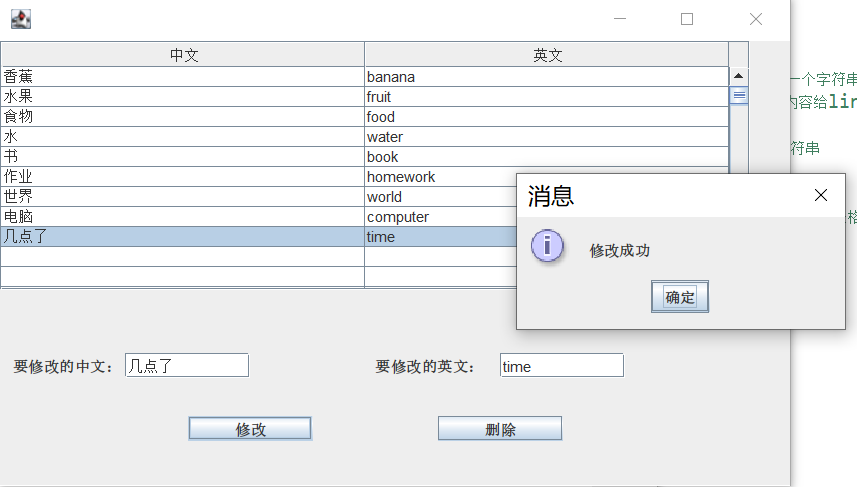 中文 英文
香蕉 banana
水果 fruit
食物 food
水 water
书 book
作业 homework
世界 world
电脑 computer
几点了 time
消息
修改成功
确定
要修改的中文： 几点了 要修改的英文： time
修改 删除
一个字符串
内容给lin
符串
格